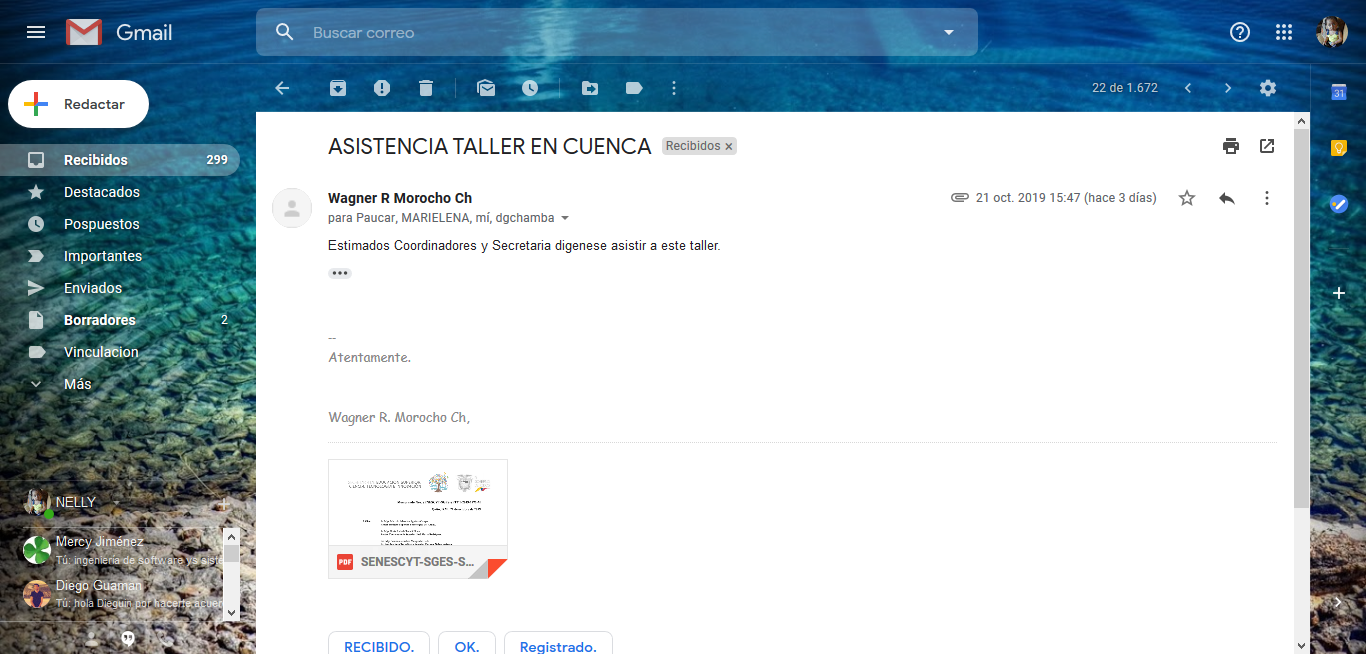 Gmail
Buscar correo
Redactar
22 de 1.672
31
Recibidos 299
Destacados
Pospuestos
Importantes
Enviados
Borradores 2
Vinculacion
Más
ASISTENCIA TALLER EN CUENCA Recibidos ×
Wagner R Morocho Ch
21 oct. 2019 15:47 (hace 3 días)
para Paucar, MARIELENA, mí, dgchamba
Estimados Coordinadores y Secretaria digenese asistir a este taller.
--
Atentamente.
Wagner R. Morocho Ch,
PDF SENESCYT-SGES-S...
RECIBIDO. OK. Registrado.
NELLY
Mercy Jiménez
Tú: ingeniería de software vs siste
Diego Guaman
Tú: hola Dieguin por hacerte acuer